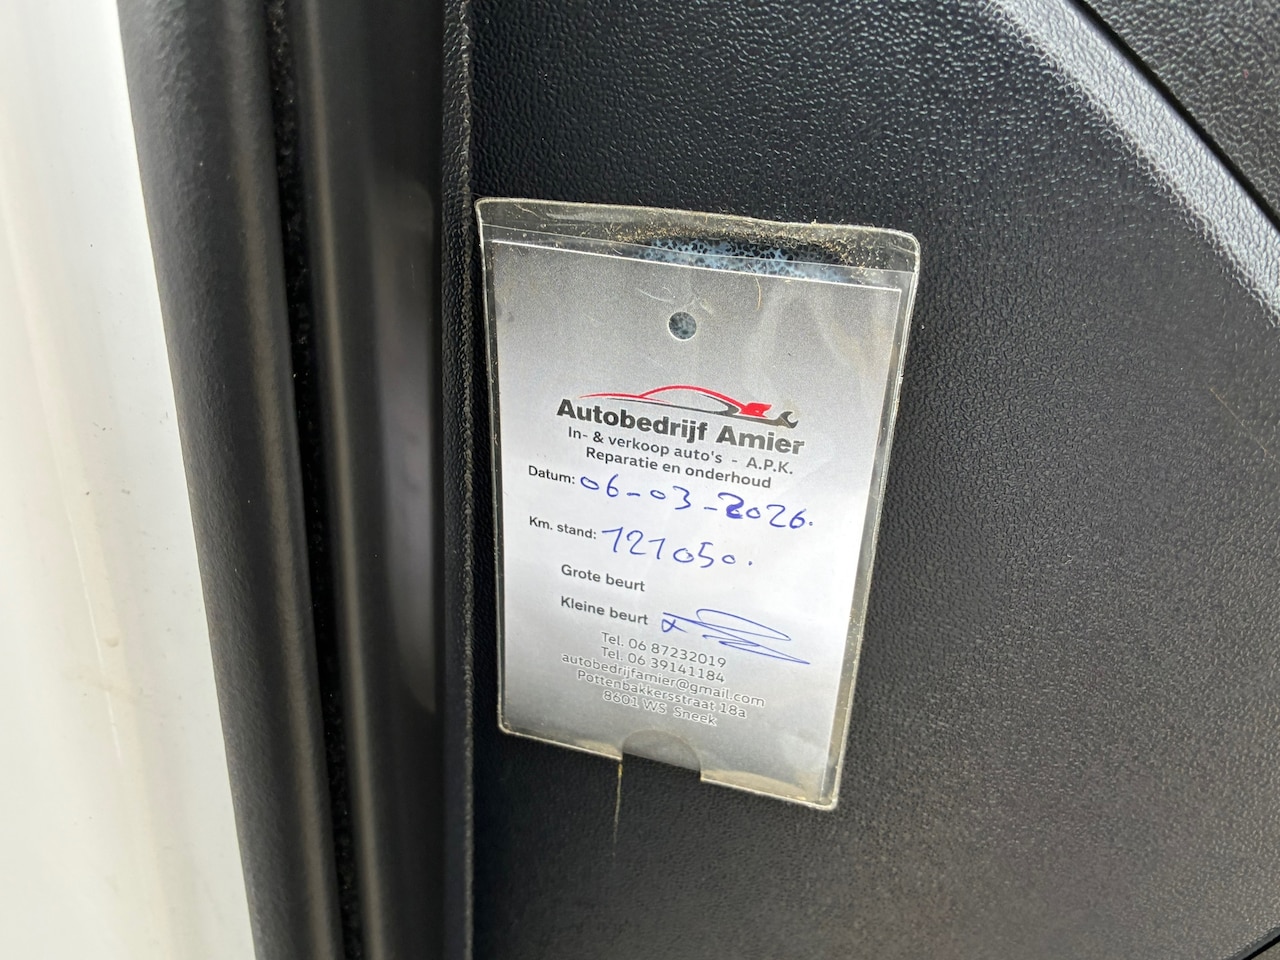 Autobedrijf Amier
In- & verkoop auto's - A.P.K.
Reparatie en onderhoud
Datum: 06-03-2026.
Km. stand: 121050.
Grote beurt
Kleine beurt
Tel. 06 87232019
Tel. 06 39141184
autobedrijfamier@gmail.com
Pottenbakkersstraat 18a
8601 WS Sneek